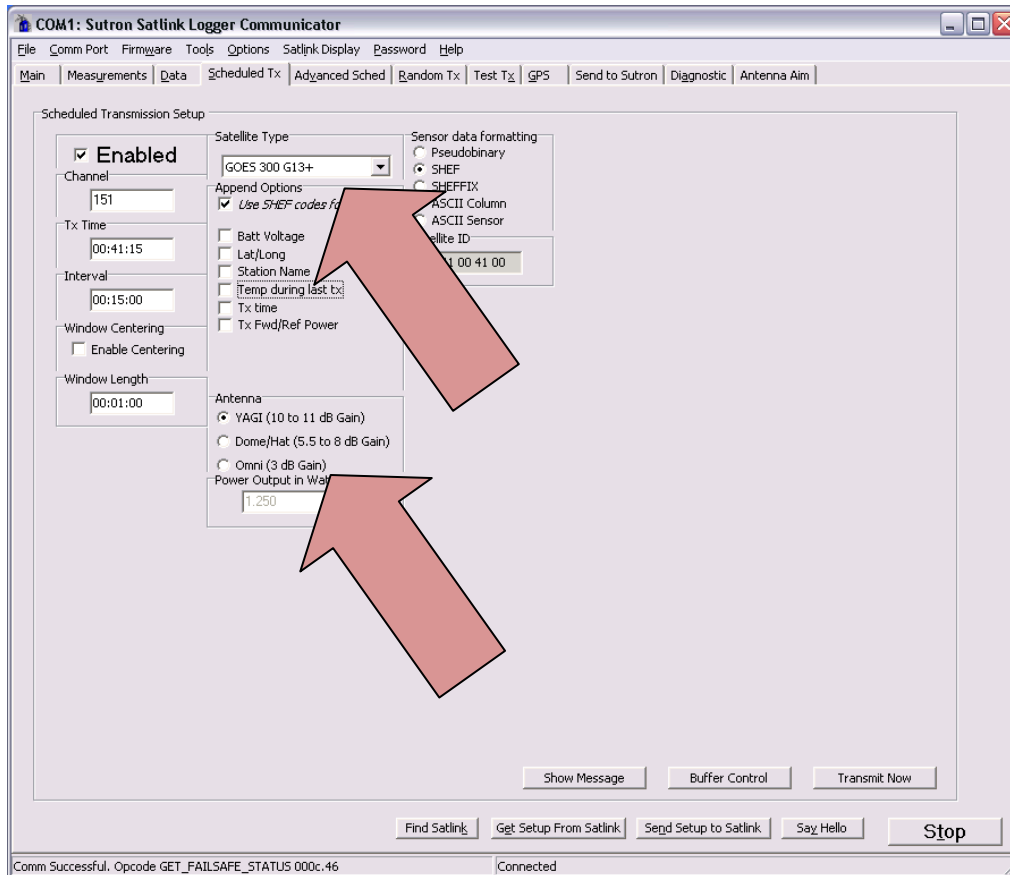 COM1: Sutron Satlink Logger Communicator
File Comm Port Firmware Tools Options Satlink Display Password Help
Main Measurements Data Scheduled Tx Advanced Sched Random Tx Test Tx GPS Send to Sutron Diagnostic Antenna Aim
Scheduled Transmission Setup
Enabled
Channel
151
Tx Time
00:41:15
Interval
00:15:00
Window Centering
Enable Centering
Window Length
00:01:00
Satellite Type
GOES 300 G13+
Append Options
Use SHEF codes
Batt Voltage
Lat/Long
Station Name
Temp during last tx
Tx time
Tx Fwd/Ref Power
Antenna
YAGI (10 to 11 dB Gain)
Dome/Hat (5.5 to 8 dB Gain)
Omni (3 dB Gain)
Power Output in
1.250
Sensor data formatting
Pseudobinary
SHEF
SHEFFIX
ASCII Column
ASCII Sensor
ID
00 41 00
Show Message Buffer Control Transmit Now
Find Satlink Get Setup From Satlink Send Setup to Satlink Say Hello Stop
Comm Successful. Opcode GET_FAILSAFE_STATUS 000c.46 Connected